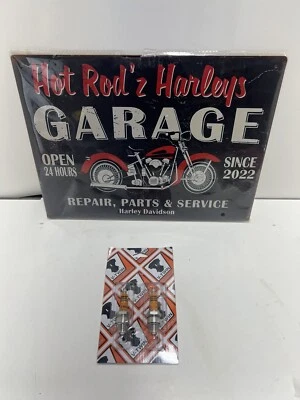 Hot Rod'z Harleys
GARAGE
OPEN
24 HOURS
SINCE
2022
REPAIR, PARTS & SERVICE
Harley Davidson